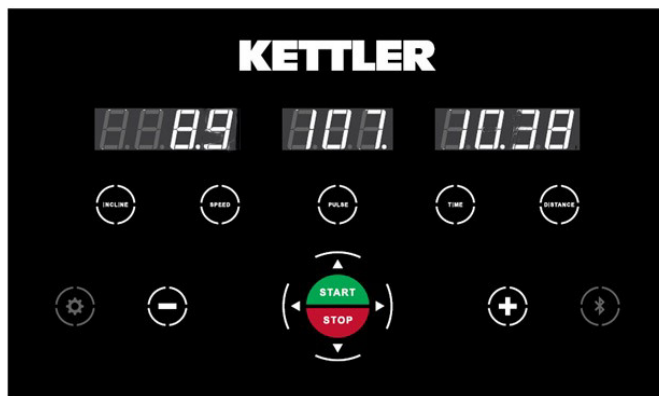 KETTLER
8.9 107. 10.38
INCLINE SPEED PULSE TIME DISTANCE
START
STOP